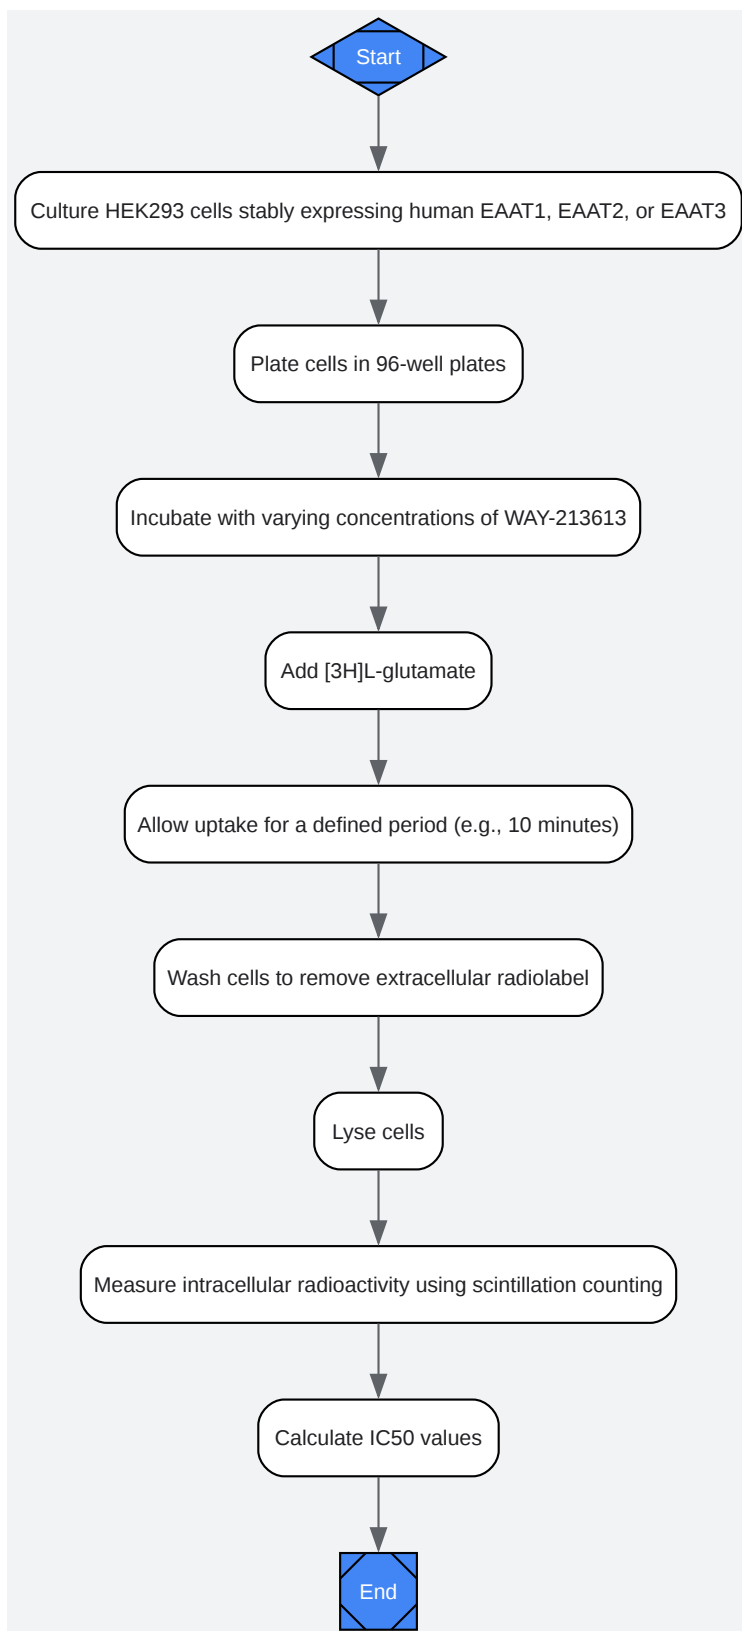 Start
Culture HEK293 cells stably expressing human EAAT1, EAAT2, or EAAT3
Plate cells in 96-well plates
Incubate with varying concentrations of WAY-213613
Add [3H]L-glutamate
Allow uptake for a defined period (e.g., 10 minutes)
Wash cells to remove extracellular radiolabel
Lyse cells
Measure intracellular radioactivity using scintillation counting
Calculate IC50 values
End